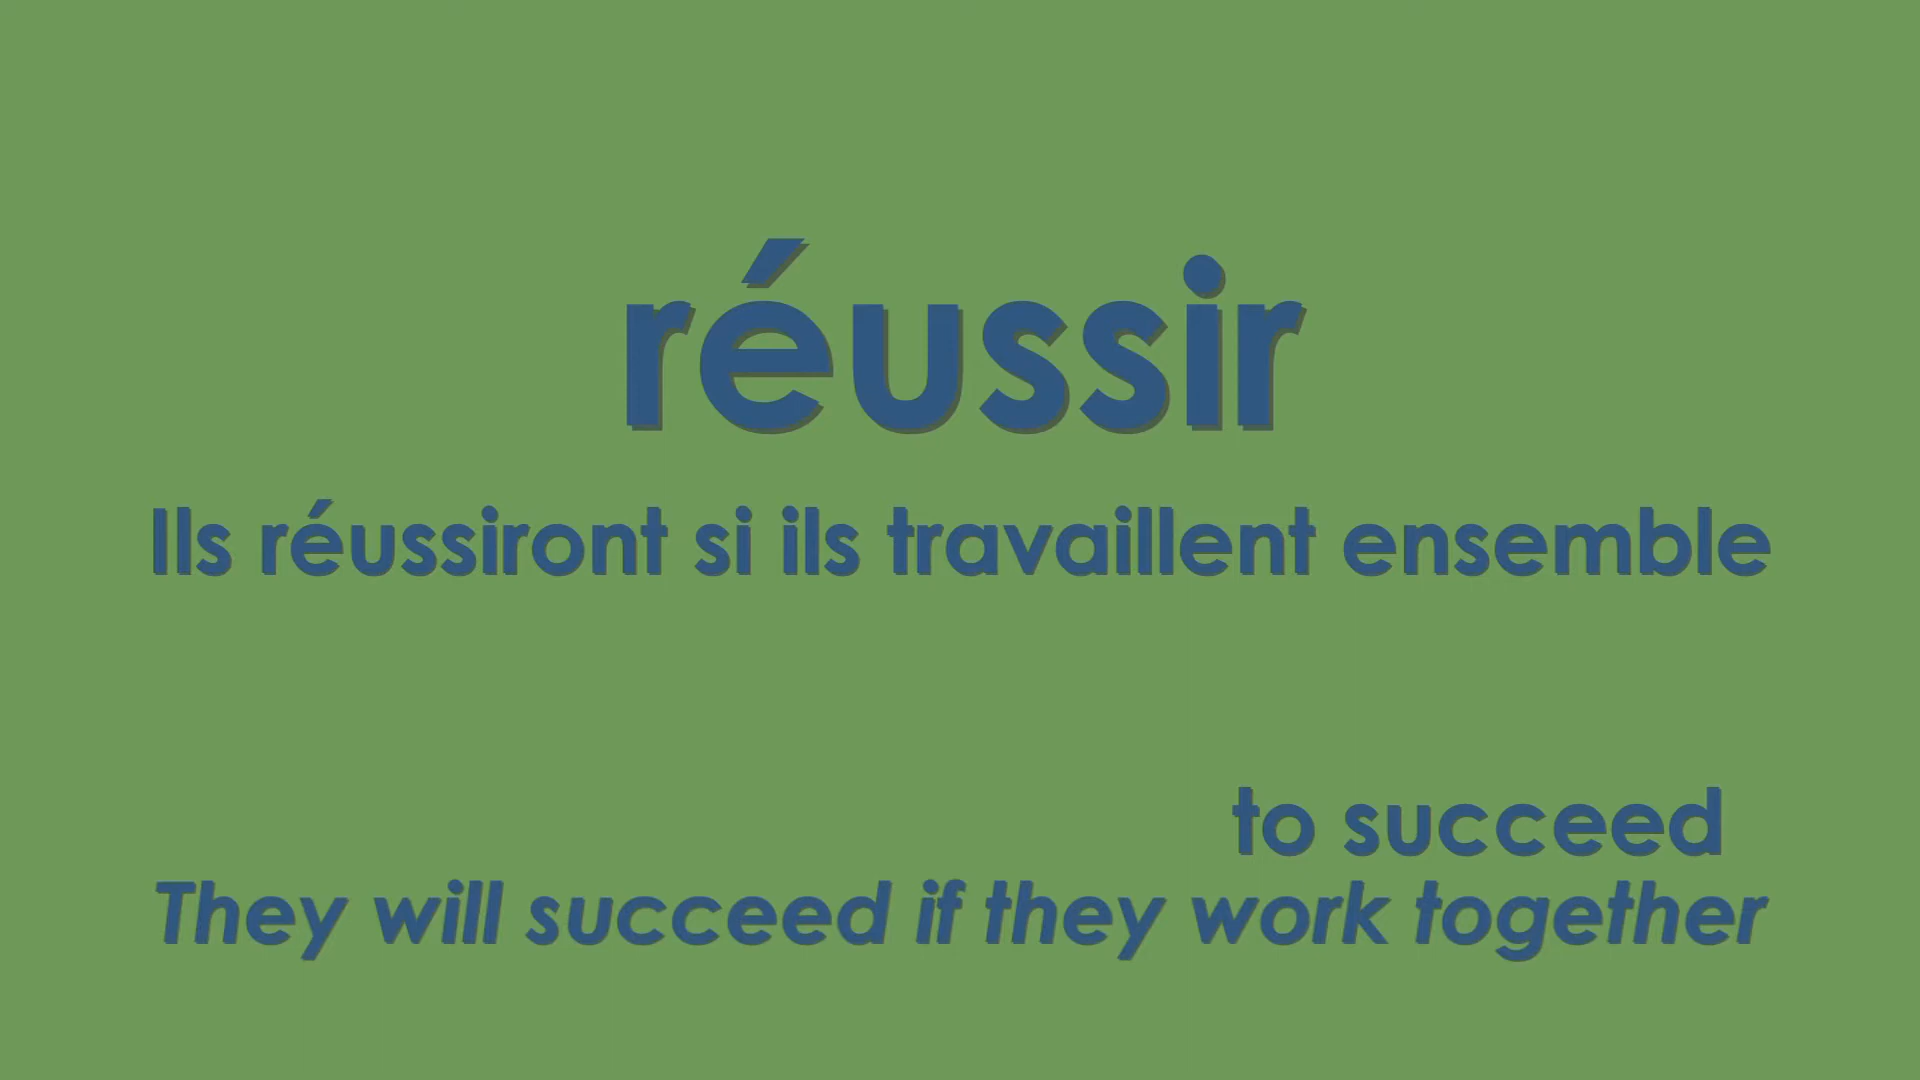 réussir
Ils réussiront si ils travaillent ensemble
to succeed
They will succeed if they work together